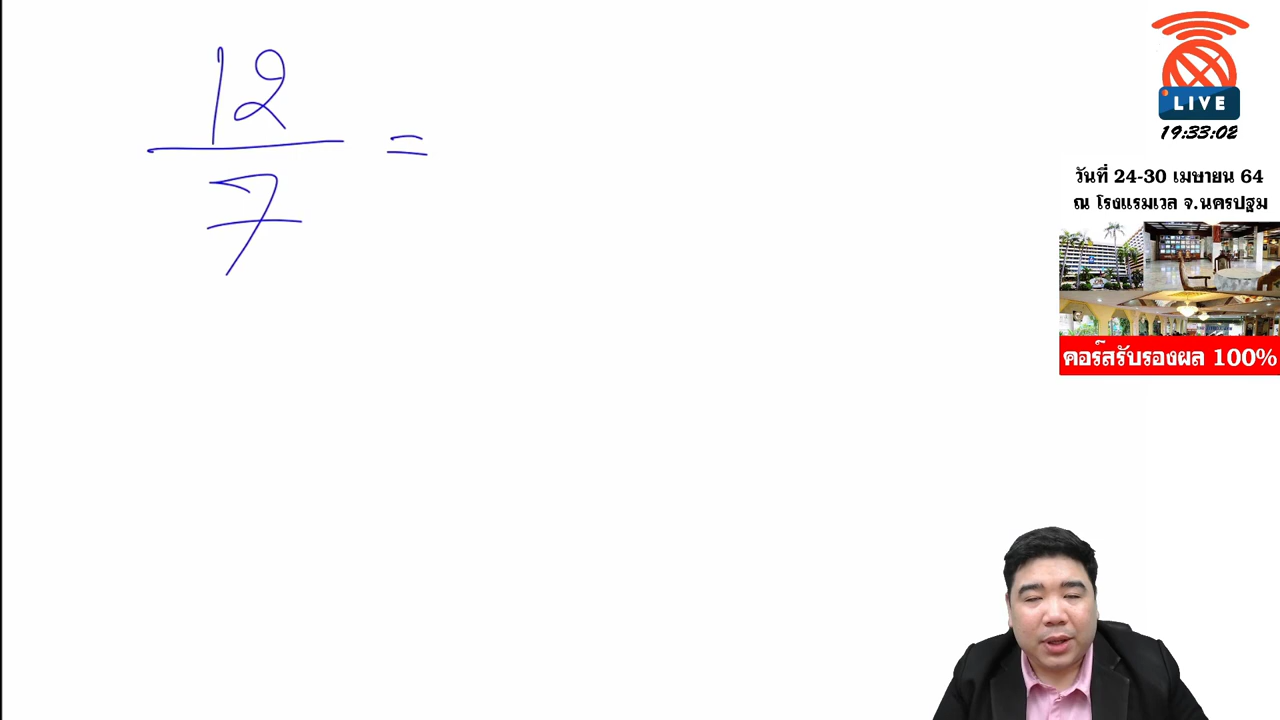 12
7
=
LIVE
19:33:02
วันที่ 24-30 เมษายน 64
ณ โรงแรมเวล จ.นครปฐม
คอร์สรับรองผล 100%